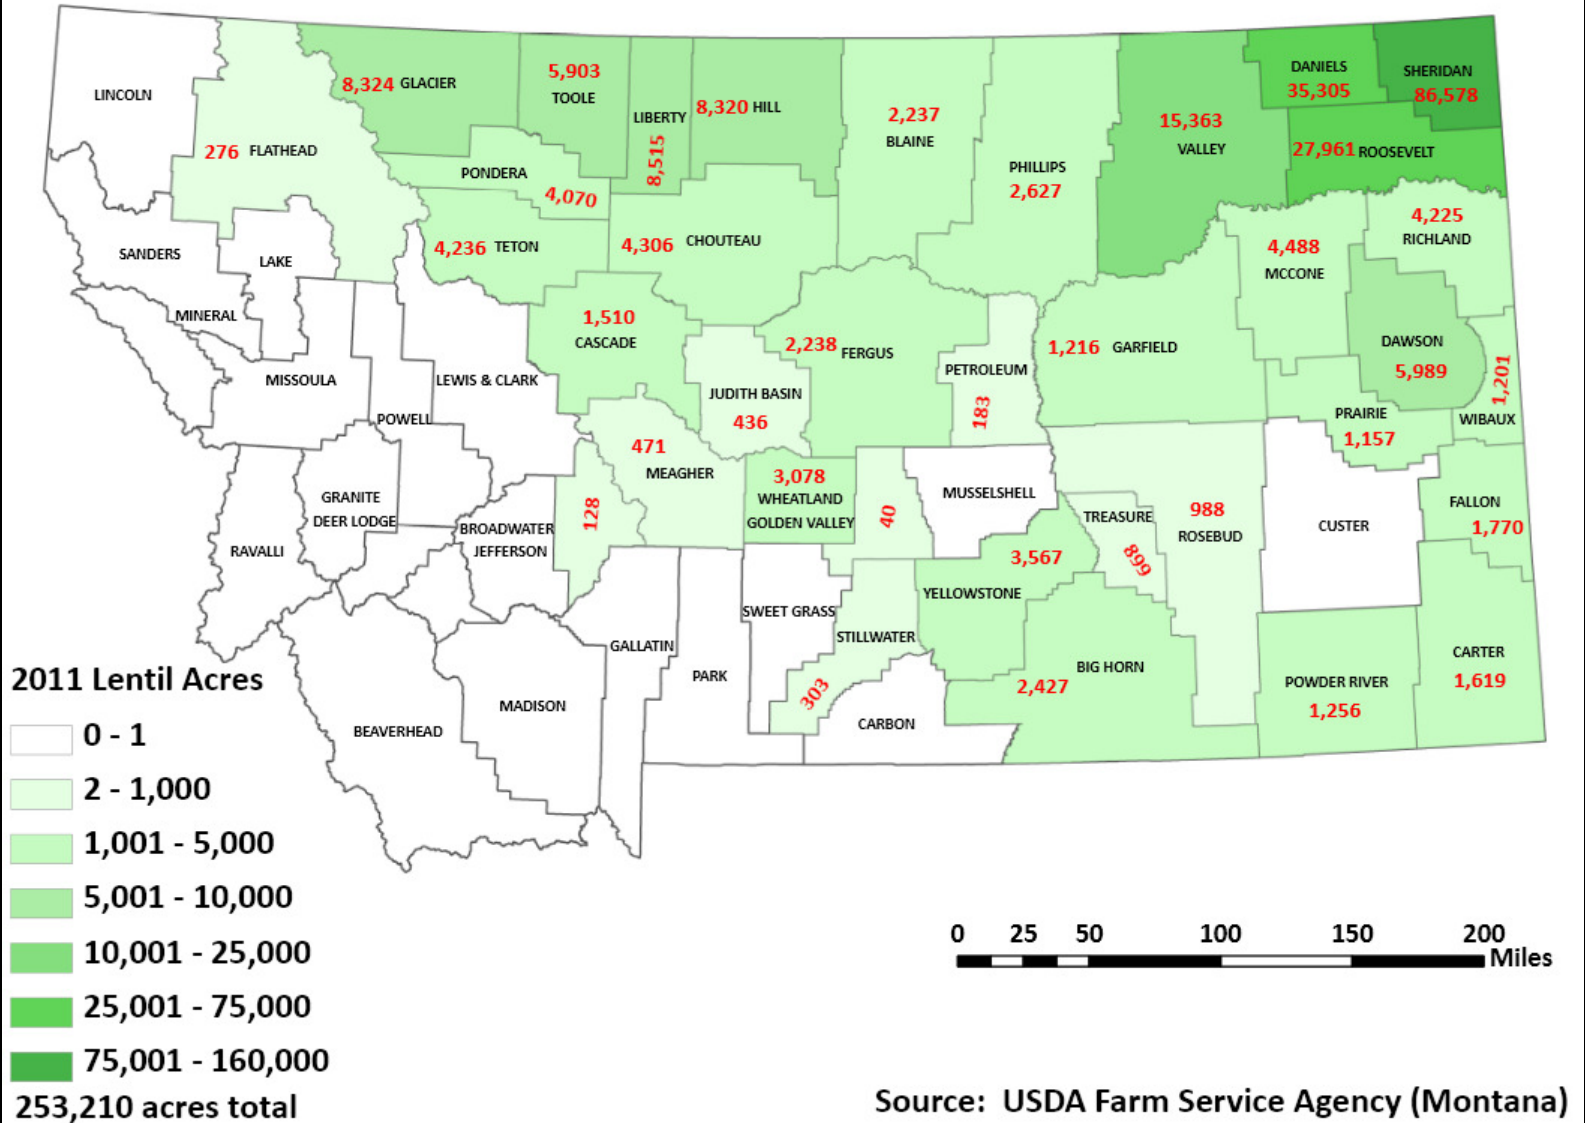 LINCOLN
276 FLATHEAD
8,324 GLACIER
5,903
TOOLE
LIBERTY
8,515
8,320 HILL
2,237
BLAINE
PHILLIPS
2,627
15,363
VALLEY
DANIELS
35,305
SHERIDAN
86,578
27,961 ROOSEVELT
PONDERA
4,070
4,236 TETON
4,306 CHOUTEAU
SANDERS
LAKE
MINERAL
MISSOULA
POWELL
LEWIS & CLARK
1,510
CASCADE
JUDITH BASIN
436
2,238 FERGUS
PETROLEUM
183
1,216 GARFIELD
4,488
MCCONE
4,225
RICHLAND
DAWSON
5,989
1,201
WIBAUX
PRAIRIE
1,157
471
MEAGHER
3,078
WHEATLAND
GOLDEN VALLEY
40
MUSSELSHELL
TREASURE
899
988
ROSEBUD
CUSTER
FALLON
1,770
GRANITE
DEER LODGE
RAVALLI
BROADWATER
JEFFERSON
128
3,567
YELLOWSTONE
SWEET GRASS
STILLWATER
303
GALLATIN
PARK
CARBON
BIG HORN
2,427
POWDER RIVER
1,256
CARTER
1,619
MADISON
BEAVERHEAD
2011 Lentil Acres
0 - 1
2 - 1,000
1,001 - 5,000
5,001 - 10,000
10,001 - 25,000
25,001 - 75,000
75,001 - 160,000
253,210 acres total
0 25 50 100 150 200
Miles
Source: USDA Farm Service Agency (Montana)